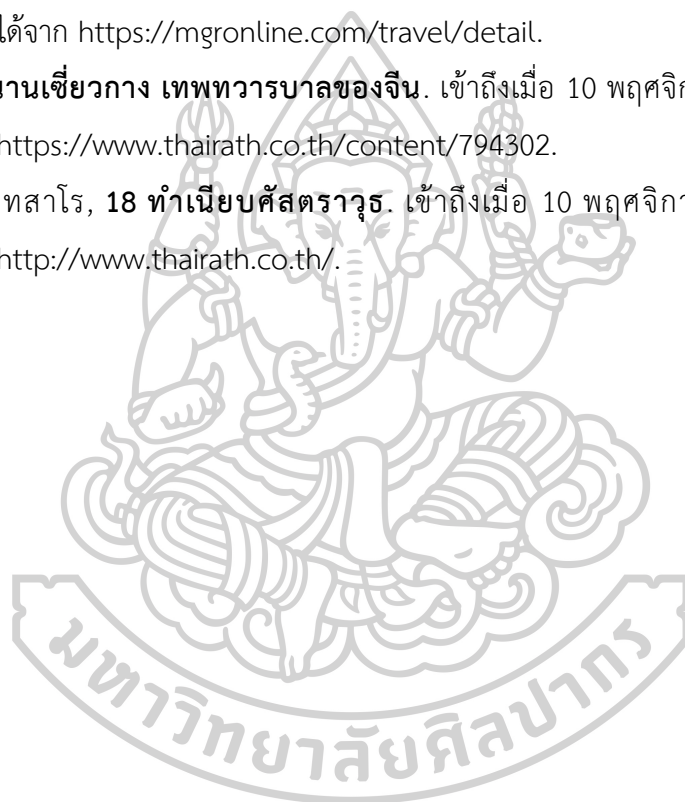 ได้จาก https://mgronline.com/travel/detail.
นานเซี่ยวกาง เทพทวารบาลของจีน. เข้าถึงเมื่อ 10 พฤศจิก
https://www.thairath.co.th/content/794302.
ทสาโร, 18 ทำเนียบศัสตราวุธ. เข้าถึงเมื่อ 10 พฤศจิกา
http://www.thairath.co.th/.
มหาวิทยาลัยศิลปากร